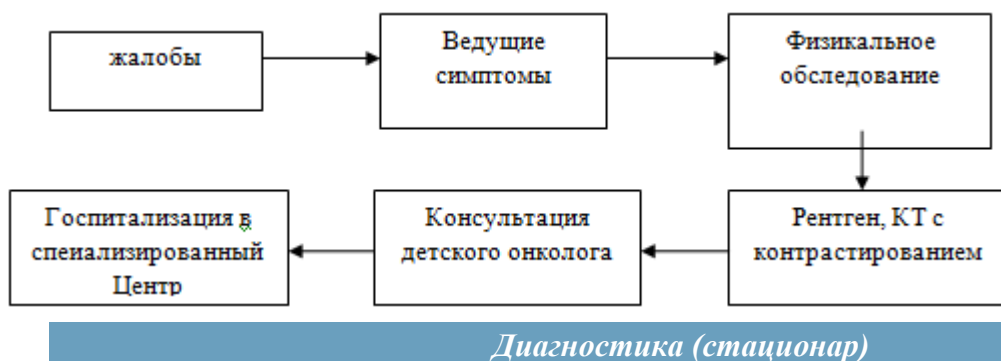 жалобы
Ведущие
симптомы
Физикальное
обследование
Рентген, КТ с
контрастированием
Консультация
детского онколога
Госпитализация в
спеиализированный
Центр
Диагностика (стационар)